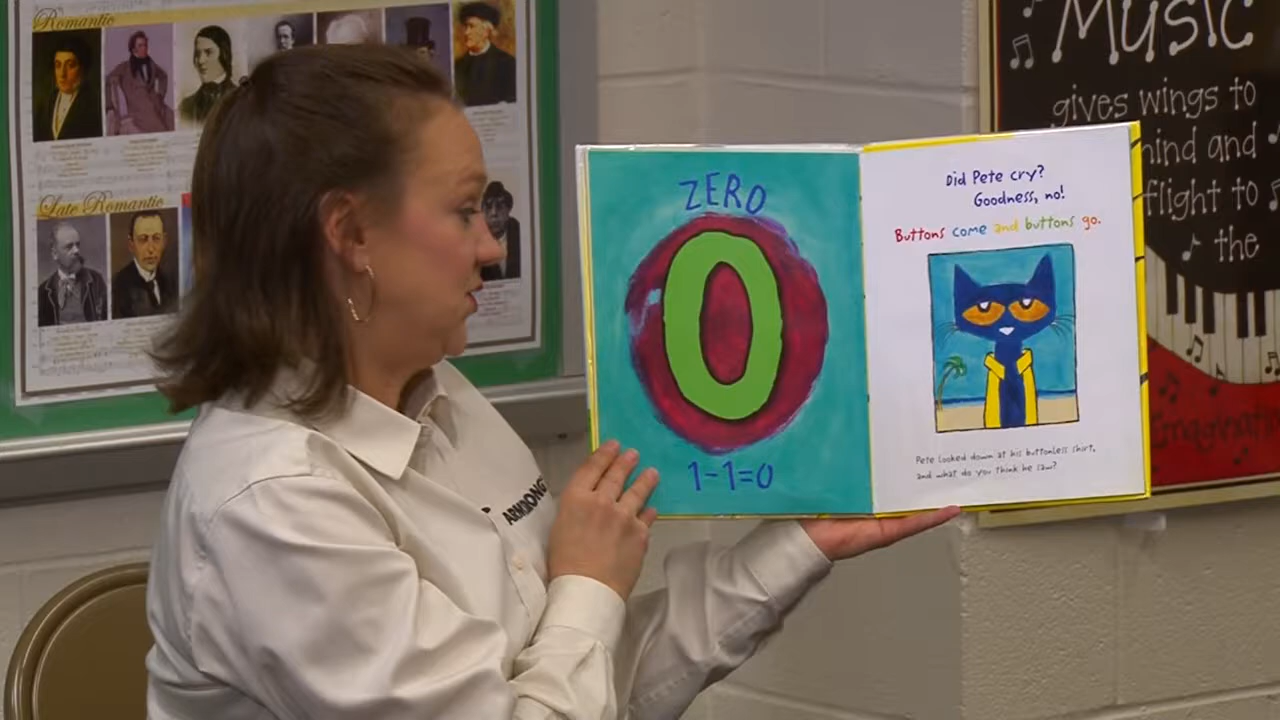 Romantic
Late Romantic
Music
gives wings to
mind and
flight to
the
ZERO
0
1-1=0
Did Pete cry?
Goodness, no!
Buttons come and buttons go.
Pete looked down at his buttonless shirt,
and what do you think he saw?
ARMSTRONG